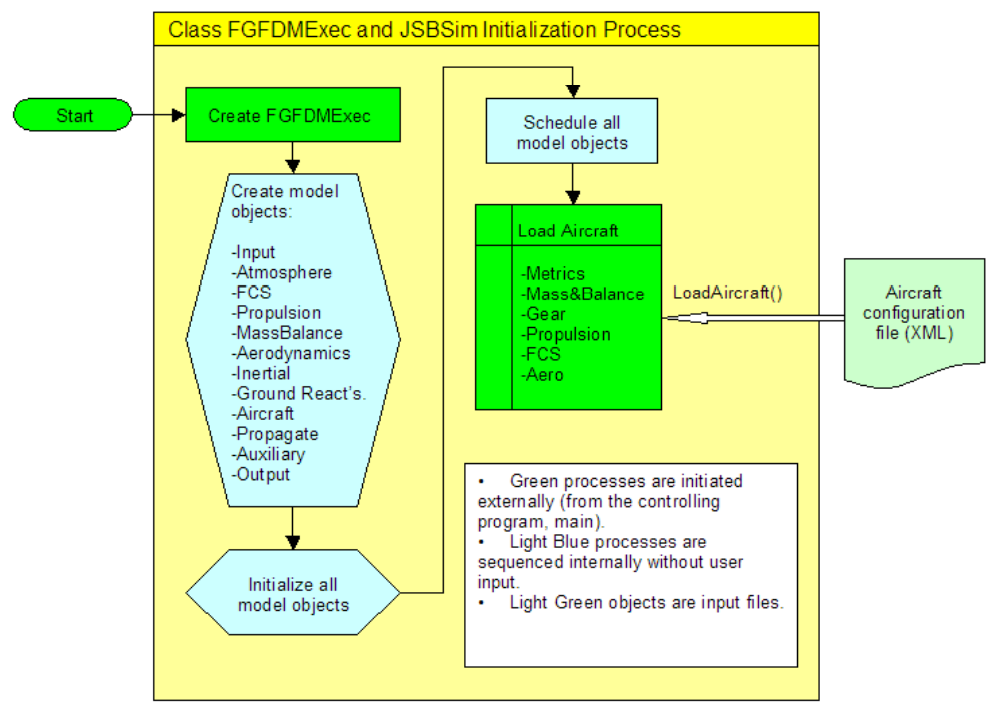 Class FGFDMExec and JSBSim Initialization Process
Start
Create FGFDMExec
Create model
objects:
-Input
-Atmosphere
-FCS
-Propulsion
-MassBalance
-Aerodynamics
-Inertial
-Ground React's.
-Aircraft
-Propagate
-Auxiliary
-Output
Initialize all
model objects
Schedule all
model objects
Load Aircraft
-Metrics
-Mass&Balance
-Gear
-Propulsion
-FCS
-Aero
LoadAircraft()
Aircraft
configuration
file (XML)
• Green processes are initiated
externally (from the controlling
program, main).
• Light Blue processes are
sequenced internally without user
input.
• Light Green objects are input files.